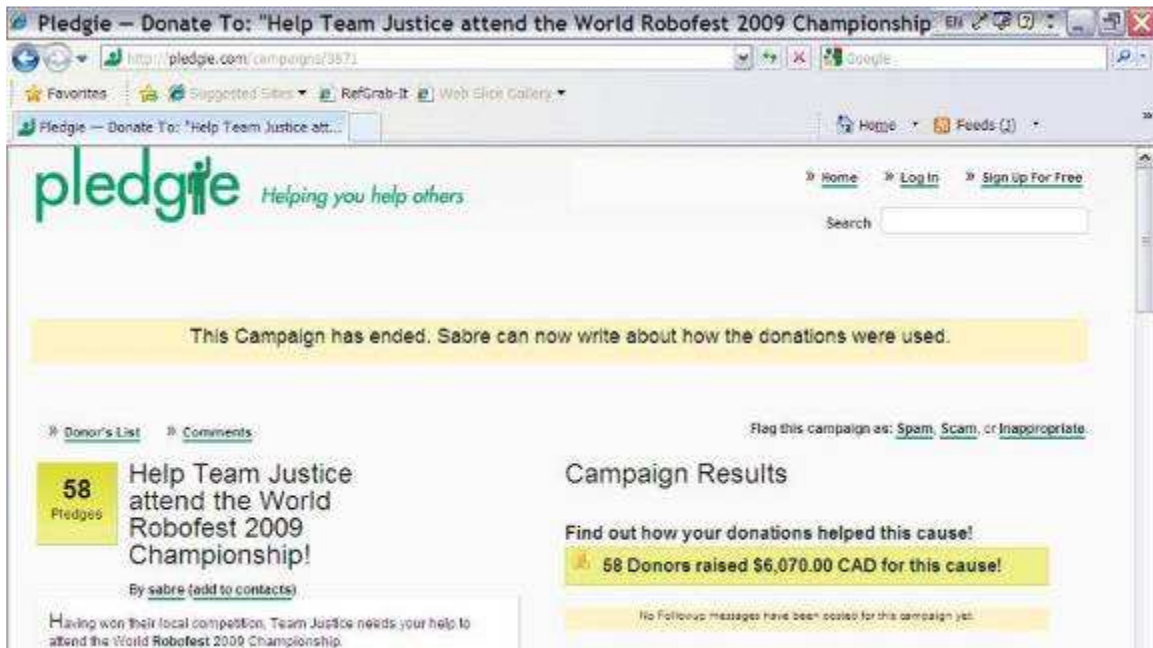 Pledgie — Donate To: "Help Team Justice attend the World Robofest 2009 Championship EN
http://pledgie.com/campaigns/3871 Google
Favorites Suggested Sites RefGrab-It Web Slice Gallery
Pledgie — Donate To: "Help Team Justice att... Home Feeds (J)
pledgie Helping you help others
» Home » Log In » Sign Up For Free
Search
This Campaign has ended. Sabre can now write about how the donations were used.
» Donor's List » Comments
Flag this campaign as: Spam, Scam, or Inappropriate
58
Pledges
Help Team Justice
attend the World
Robofest 2009
Championship!
By sabre (add to contacts)
Having won their local competition, Team Justice needs your help to
attend the World Robofest 2009 Championship.
Campaign Results
Find out how your donations helped this cause!
58 Donors raised $6,070.00 CAD for this cause!
No Followup messages have been posted for this campaign yet.